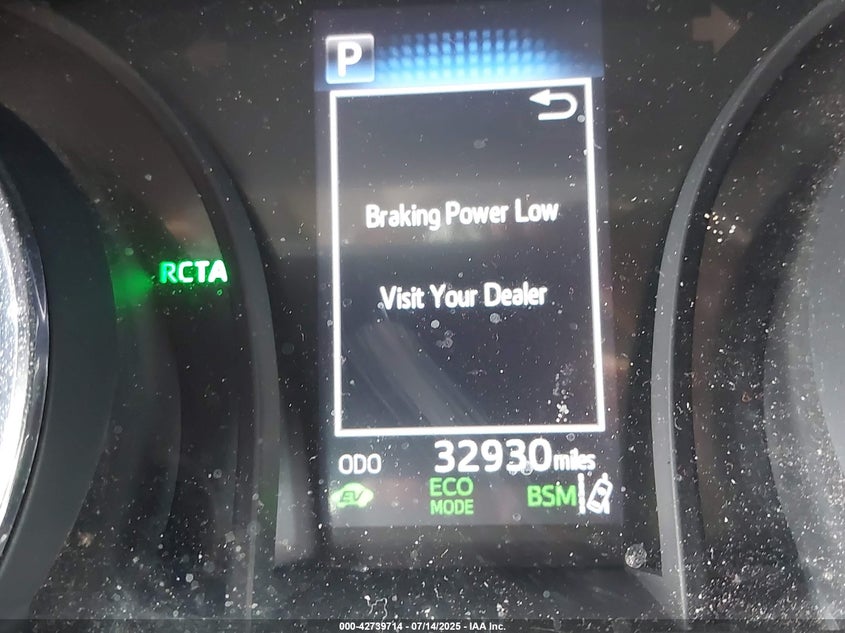 P
Braking Power Low
RCTA
Visit Your Dealer
ODO 32930 miles
EV ECO MODE BSM
000-42739714 - 07/14/2025 - IAA Inc.